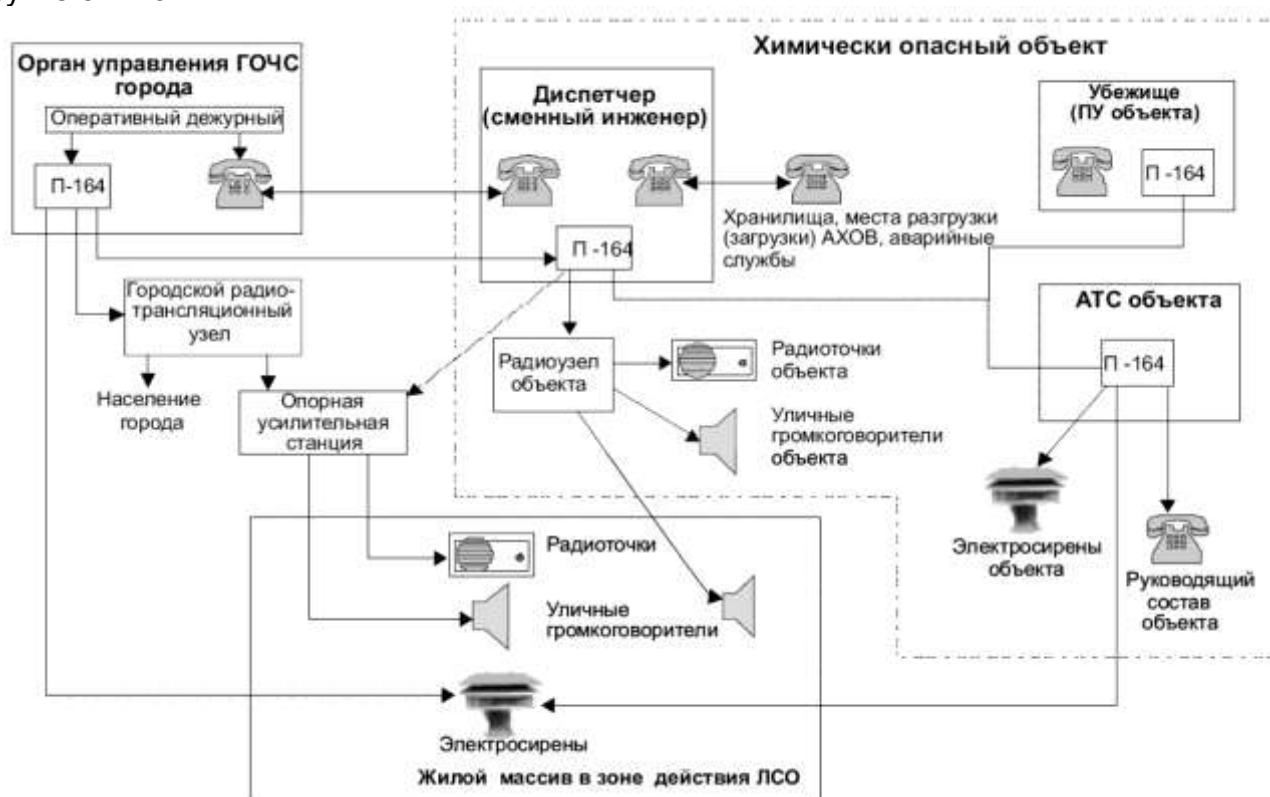 Химически опасный объект
Орган управления ГОЧС
города
Оперативный дежурный
П-164
Диспетчер
(сменный инженер)
П -164
Убежище
(ПУ объекта)
П -164
Хранилища, места разгрузки
(загрузки) АХОВ, аварийные
службы
Городской радио-
трансляционный
узел
АТС объекта
П -164
Радиоузел
объекта
Радиоточки
объекта
Население
города
Опорная
усилительная
станция
Уличные
громкоговорители
объекта
Электросирены
объекта
Руководящий
состав
объекта
Радиоточки
Уличные
громкоговорители
Электросирены
Жилой массив в зоне действия ЛСО